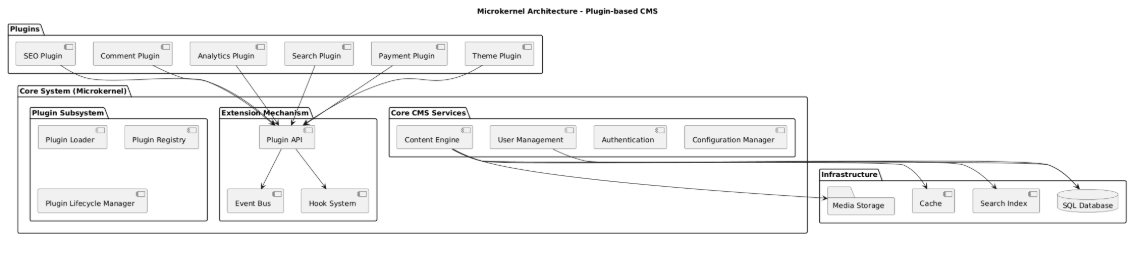 Microkernel Architecture - Plugin-based CMS
Plugins
SEO Plugin
Comment Plugin
Analytics Plugin
Search Plugin
Payment Plugin
Theme Plugin
Core System (Microkernel)
Plugin Subsystem
Plugin Loader
Plugin Registry
Plugin Lifecycle Manager
Extension Mechanism
Plugin API
Event Bus
Hook System
Core CMS Services
Content Engine
User Management
Authentication
Configuration Manager
Infrastructure
Media Storage
Cache
Search Index
SQL Database